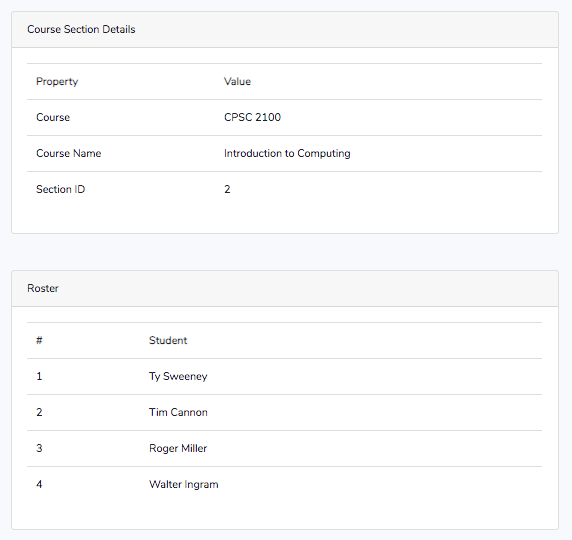 Course Section Details
Property Value
Course CPSC 2100
Course Name Introduction to Computing
Section ID 2
Roster
# Student
1 Ty Sweeney
2 Tim Cannon
3 Roger Miller
4 Walter Ingram